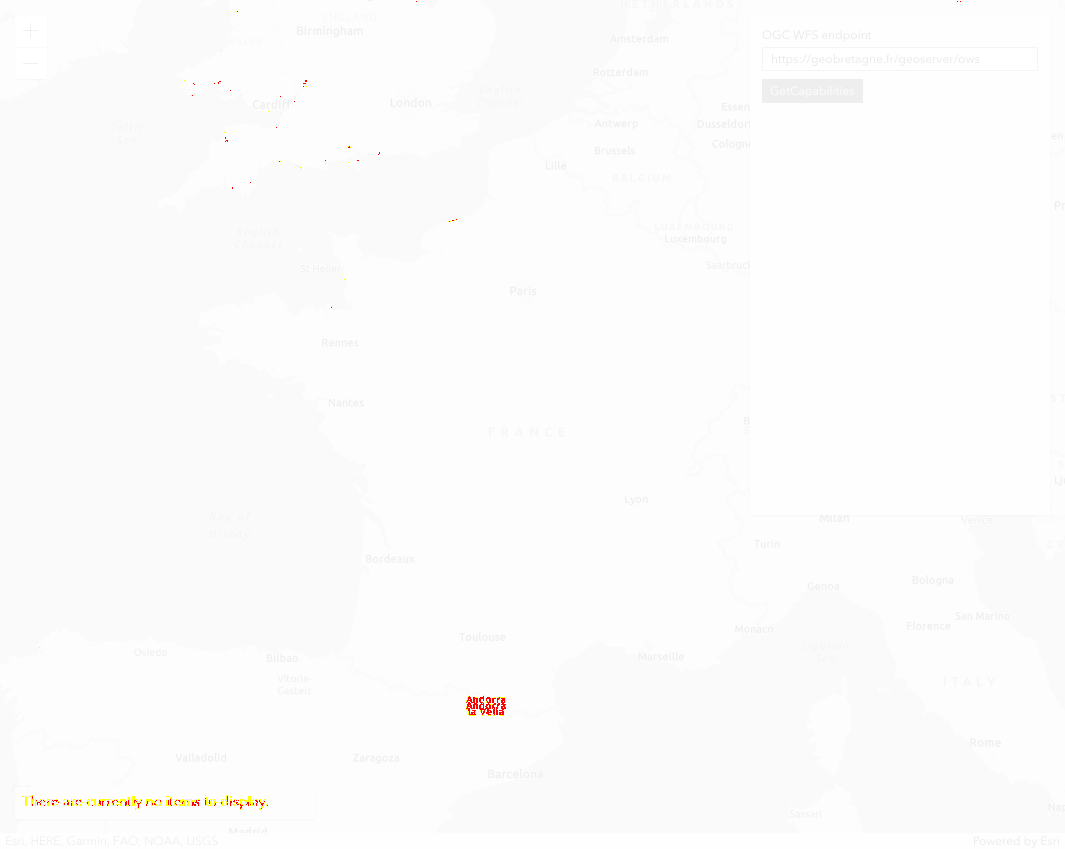 NETHERLANDS
ENGLAND
Birmingham
Amsterdam
OGC WFS endpoint
https://geobretagne.fr/geoserver/ows
Rotterdam
GetCapabilities
Cardiff
London
Essen
Antwerp
Dusseldorf
Brussels
Cologne
Lille
BELGIUM
Celtic
Sea
English
Channel
LUXEMBOURG
Luxembourg
St Helier
Saarbruck
Paris
Rennes
Nantes
FRANCE
Lyon
Bay of
Biscay
Milan
Venice
Turin
Bordeaux
Genoa
Bologna
San Marino
Florence
Monaco
Toulouse
Marseille
Ligurian
Sea
Oviedo
Bilbao
Vitoria-
Gasteiz
ITALY
Andorra
Andorra
la Vella
Rome
Valladolid
Zaragoza
Barcelona
There are currently no items to display.
Sassari
Nap
Madrid
Esri, HERE, Garmin, FAO, NOAA, USGS
Powered by Esri